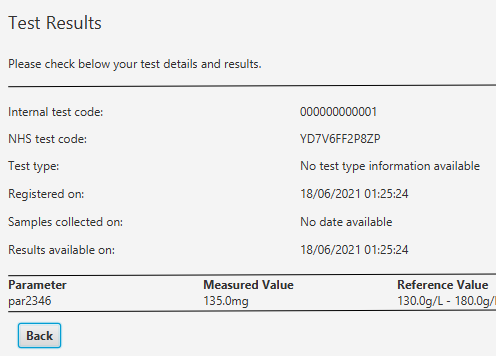 Test Results
Please check below your test details and results.
Internal test code: 000000000001
NHS test code: YD7V6FF2P8ZP
Test type: No test type information available
Registered on: 18/06/2021 01:25:24
Samples collected on: No date available
Results available on: 18/06/2021 01:25:24
Parameter Measured Value Reference Value
par2346 135.0mg 130.0g/L - 180.0g/
Back